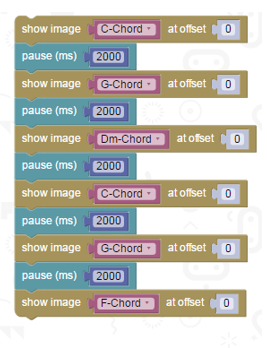 show image C-Chord at offset 0
pause (ms) 2000
show image G-Chord at offset 0
pause (ms) 2000
show image Dm-Chord at offset 0
pause (ms) 2000
show image C-Chord at offset 0
pause (ms) 2000
show image G-Chord at offset 0
pause (ms) 2000
show image F-Chord at offset 0